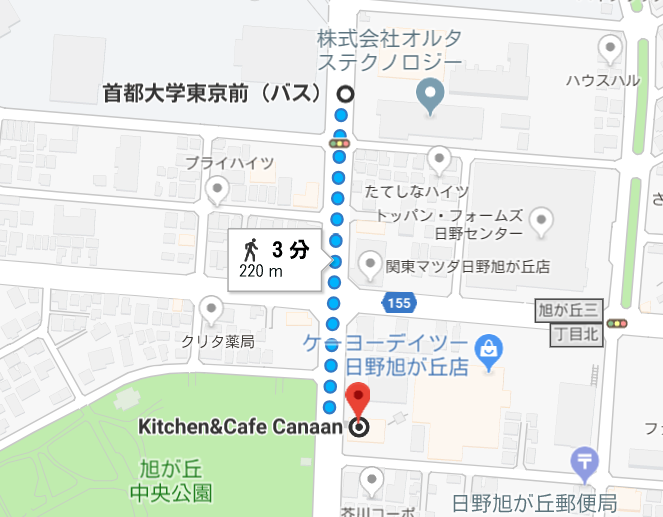 株式会社オルタ
ステクノロジー
ハウスハル
首都大学東京前（バス）
プライハイツ
たてしなハイツ
トッパン・フォームズ
日野センター
3 分
220 m
関東マツダ日野旭が丘店
155
旭が丘三
丁目北
クリタ薬局
ケーヨーデイツー
日野旭が丘店
Kitchen&Cafe Canaan
旭が丘
中央公園
芥川コーポ
日野旭が丘郵便局